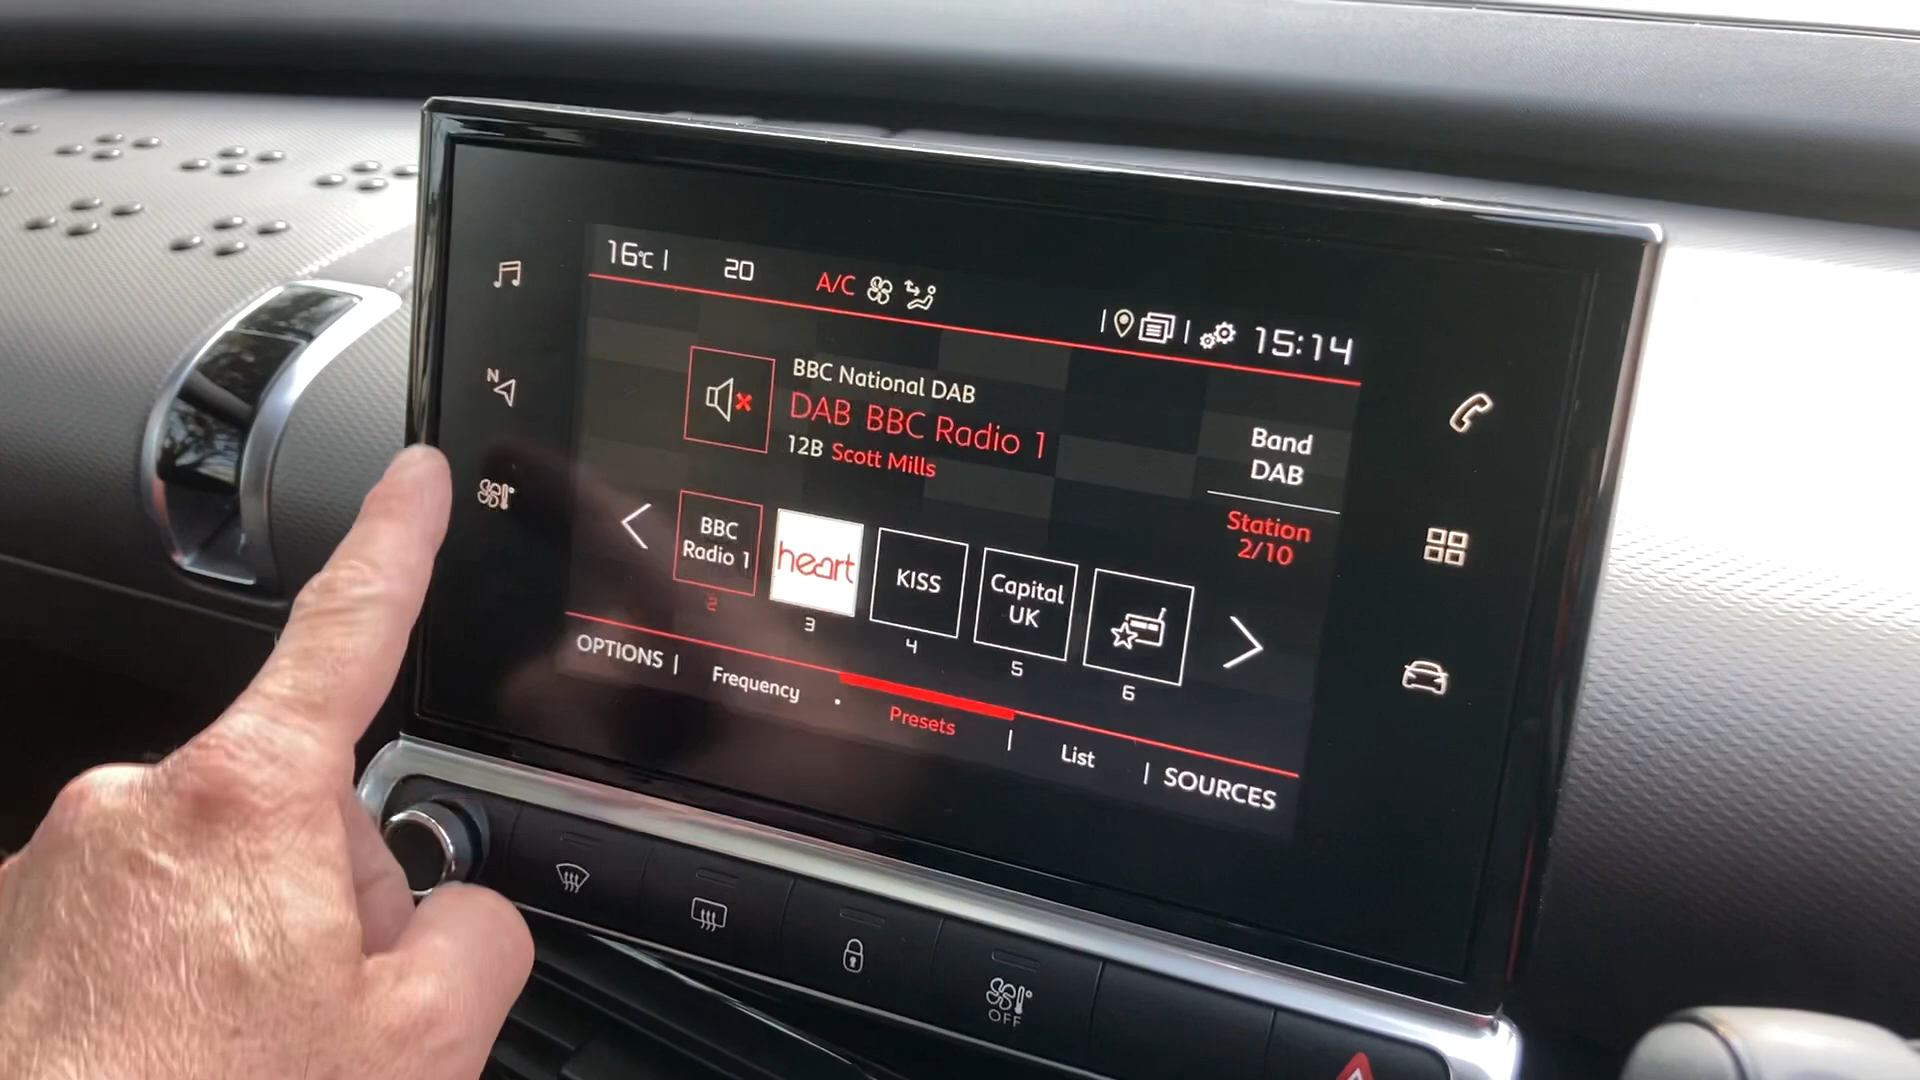 16°C | 20 A/C 15:14
BBC National DAB
DAB BBC Radio 1
12B Scott Mills
Band
DAB
Station
2/10
BBC
Radio 1
heart
KISS
Capital
UK
2 3 4 5 6
OPTIONS | Frequency . Presets | List | SOURCES
N
OFF